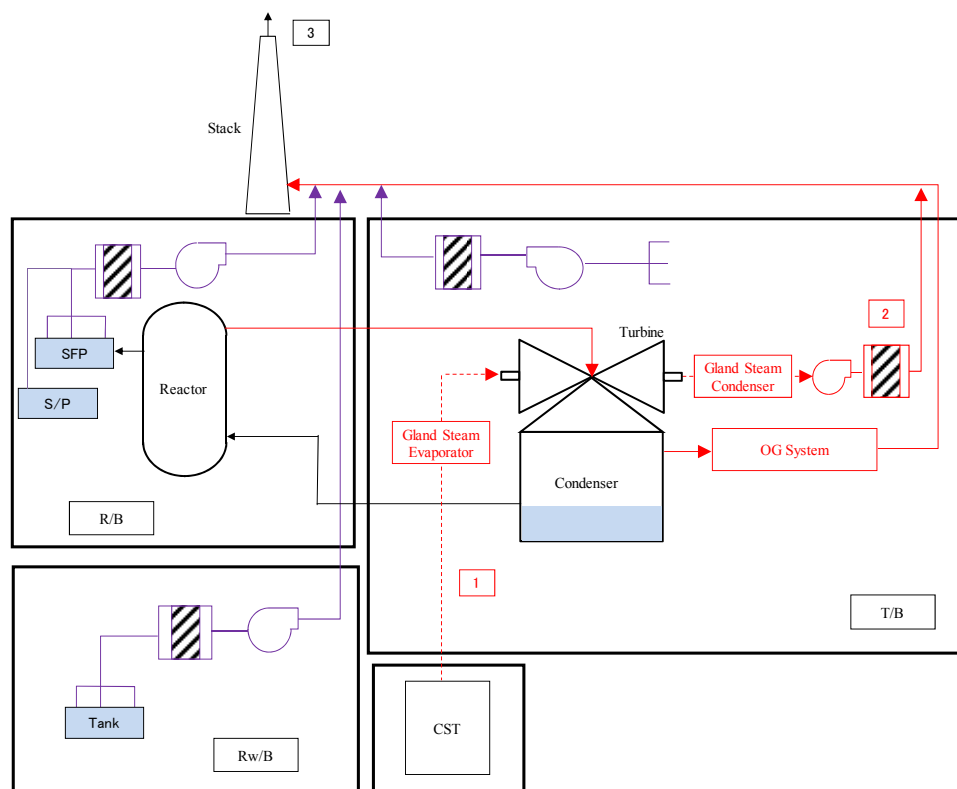 3
Stack
2
Turbine
SFP
Reactor
Gland Steam
Condenser
S/P
Gland Steam
Evaporator
OG System
Condenser
R/B
1
T/B
Tank
CST
Rw/B